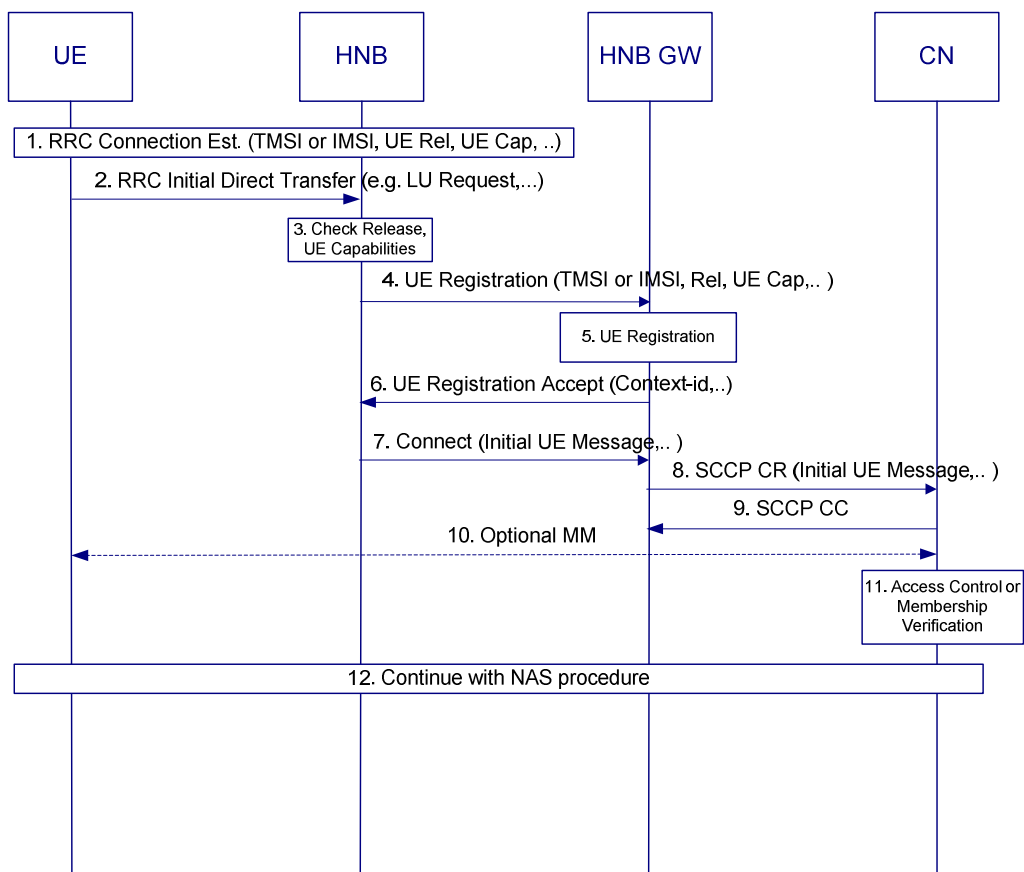 UE
HNB
HNB GW
CN
1. RRC Connection Est. (TMSI or IMSI, UE Rel, UE Cap, ..)
2. RRC Initial Direct Transfer (e.g. LU Request,...)
3. Check Release,
UE Capabilities
4. UE Registration (TMSI or IMSI, Rel, UE Cap,.. )
5. UE Registration
6. UE Registration Accept (Context-id,..)
7. Connect (Initial UE Message,.. )
8. SCCP CR (Initial UE Message,.. )
9. SCCP CC
10. Optional MM
11. Access Control or
Membership
Verification
12. Continue with NAS procedure